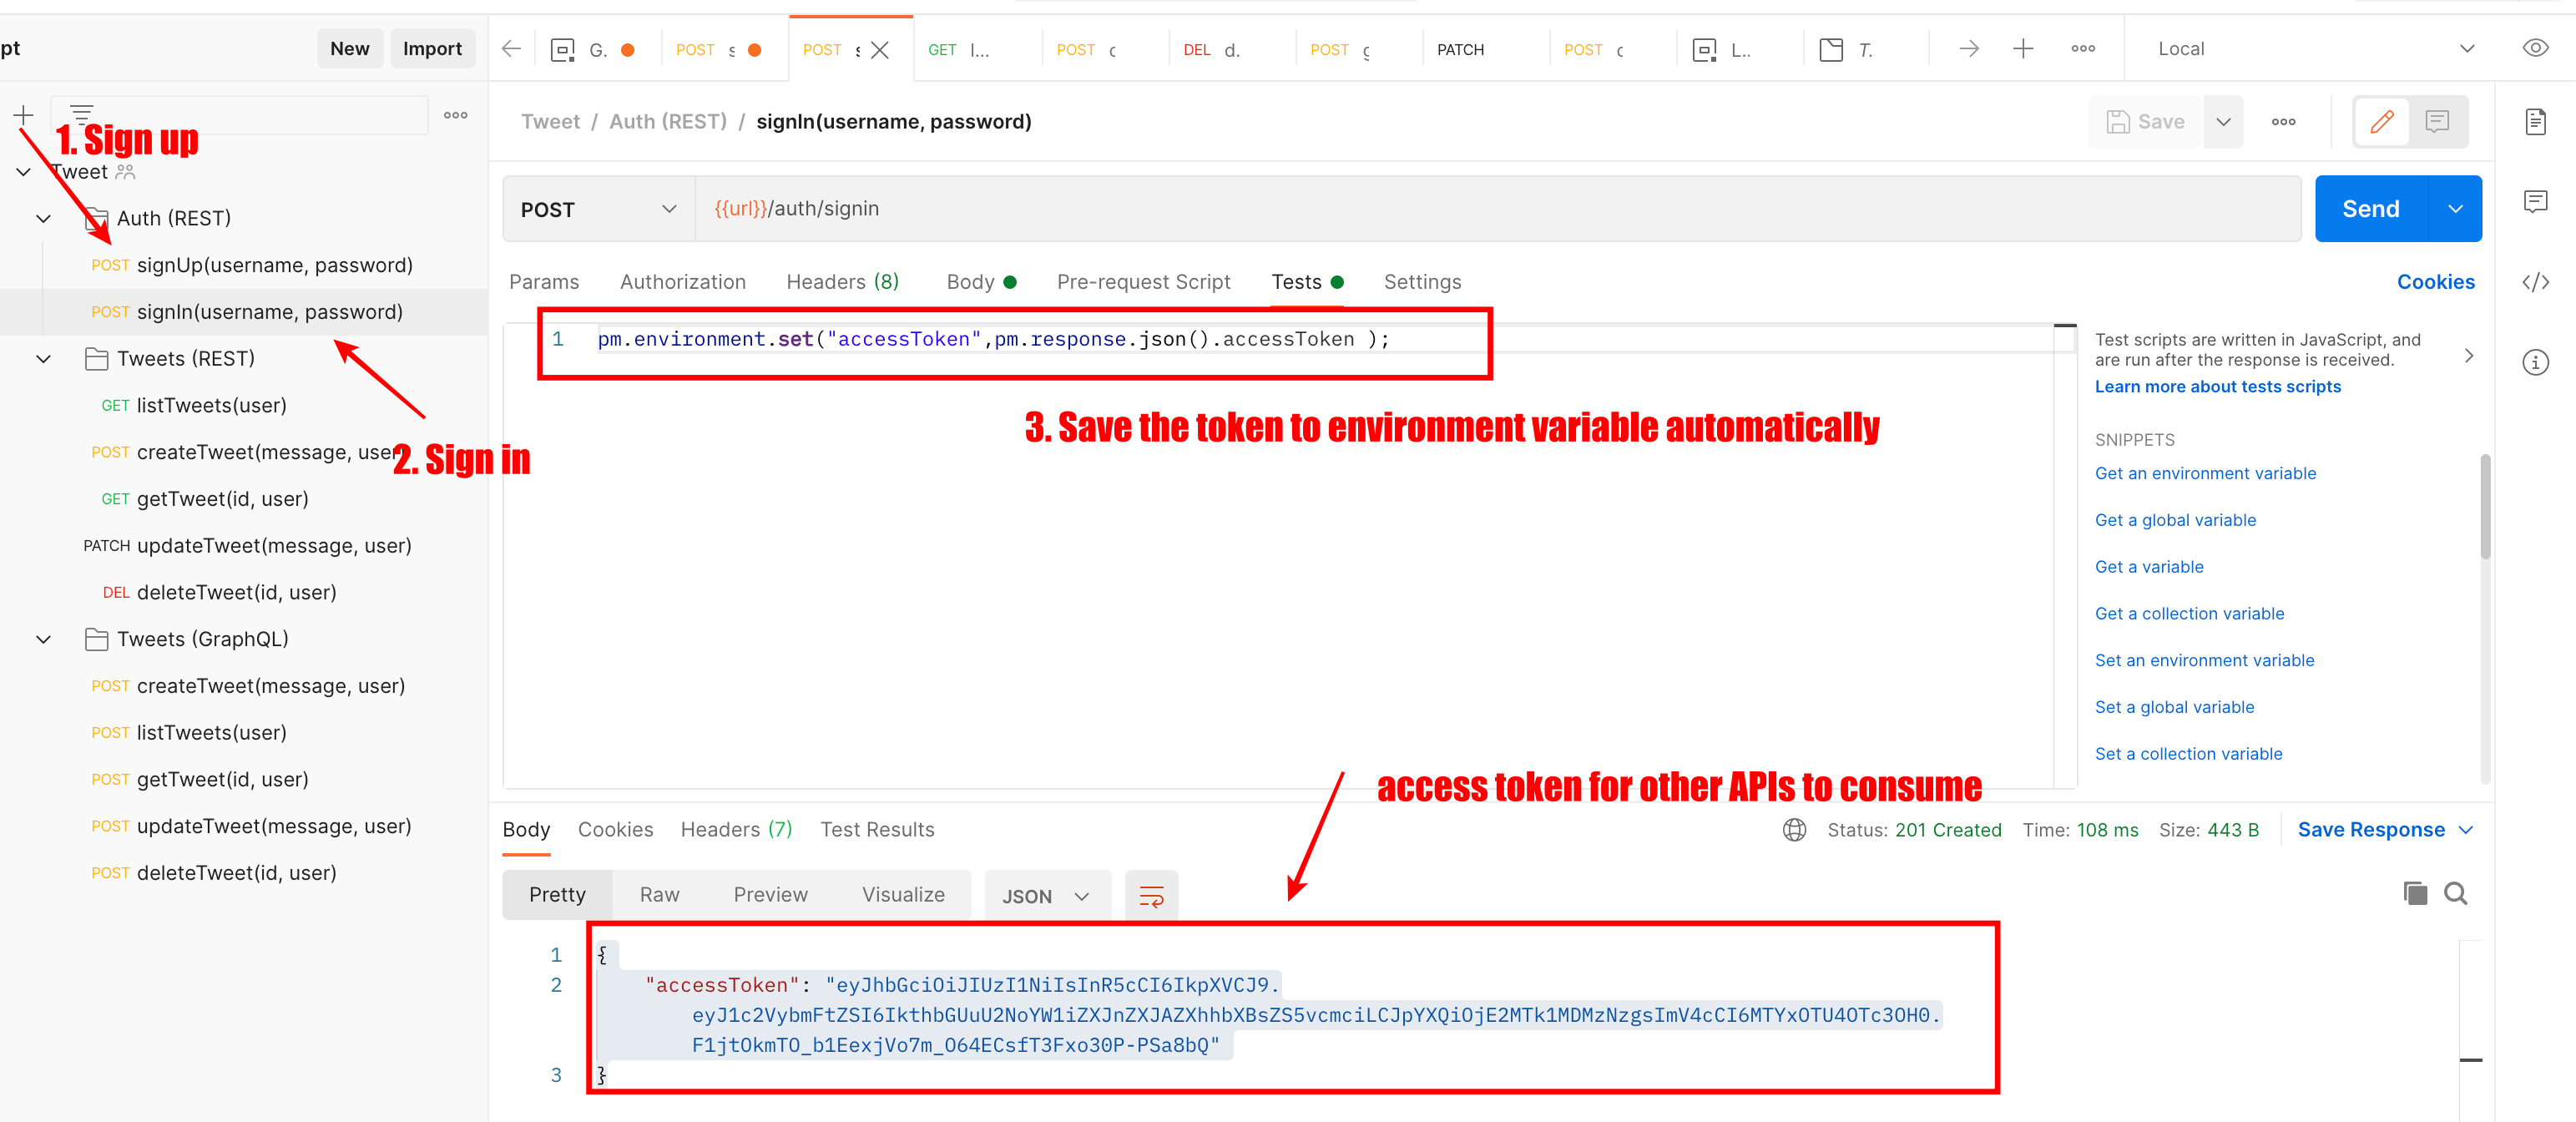 pt
New
Import
G.
POST s
POST s
GET l...
POST c
DEL d.
POST g
PATCH
POST c
L..
T.
Local
1. Sign up
Tweet
Auth (REST)
POST signUp(username, password)
POST signIn(username, password)
Tweets (REST)
GET listTweets(user)
POST createTweet(message, user)
2. Sign in
GET getTweet(id, user)
PATCH updateTweet(message, user)
DEL deleteTweet(id, user)
Tweets (GraphQL)
POST createTweet(message, user)
POST listTweets(user)
POST getTweet(id, user)
POST updateTweet(message, user)
POST deleteTweet(id, user)
Tweet / Auth (REST) / signIn(username, password)
Save
POST
{{url}}/auth/signin
Send
Params Authorization Headers (8) Body Pre-request Script Tests Settings
Cookies
1 pm.environment.set("accessToken",pm.response.json().accessToken );
3. Save the token to environment variable automatically
Test scripts are written in JavaScript, and
are run after the response is received.
Learn more about tests scripts
SNIPPETS
Get an environment variable
Get a global variable
Get a variable
Get a collection variable
Set an environment variable
Set a global variable
Set a collection variable
access token for other APIs to consume
Body Cookies Headers (7) Test Results
Status: 201 Created Time: 108 ms Size: 443 B
Save Response
Pretty Raw Preview Visualize JSON
1 {
2 "accessToken": "eyJhbGciOiJIUzI1NiIsInR5cCI6IkpXVCJ9.
eyJ1c2VybmFtZSI6IkthbGUuU2NoYW1iZXJnZXJAZXhhbXBsZS5vcmciLCJpYXQiOjE2MTk1MDMzNzgsImV4cCI6MTYxOTU4OTc3OH0.
F1jtOkmTO_b1EexjVo7m_O64ECsfT3Fxo30P-PSa8bQ"
3 }